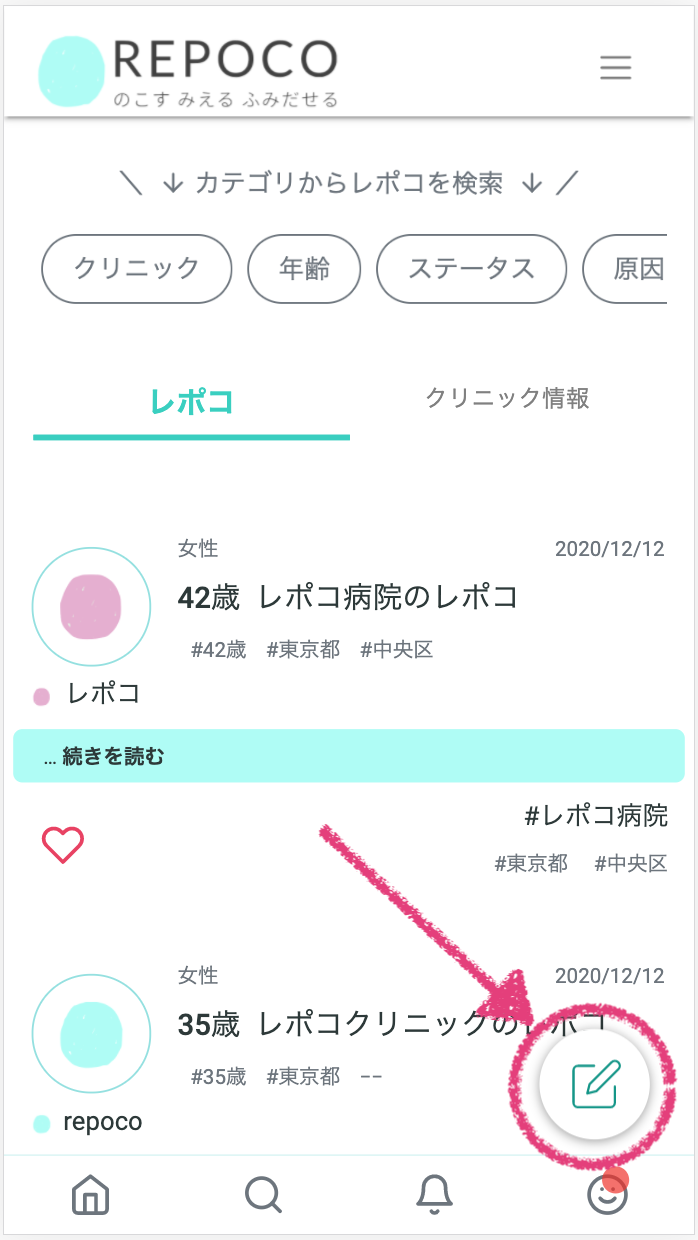 REPOCO
のこす みえる ふみだせる
＼ ↓ カテゴリからレポコを検索 ↓ ／
クリニック 年齢 ステータス 原因
レポコ クリニック情報
女性 2020/12/12
42歳 レポコ病院のレポコ
#42歳 #東京都 #中央区
レポコ
... 続きを読む
#レポコ病院
#東京都 #中央区
女性 2020/12/12
35歳 レポコクリニックのレポコ
#35歳 #東京都 --
repoco